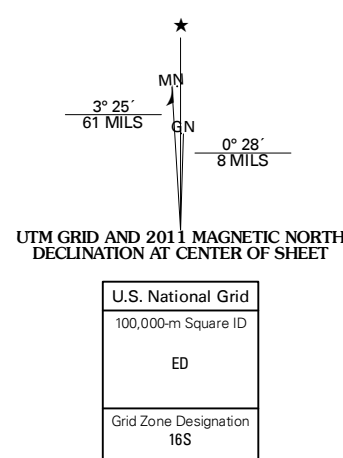 ★
MN
3° 25´
61 MILS
GN
0° 28´
8 MILS
UTM GRID AND 2011 MAGNETIC NORTH
DECLINATION AT CENTER OF SHEET
U.S. National Grid
100,000-m Square ID
ED
Grid Zone Designation
16S